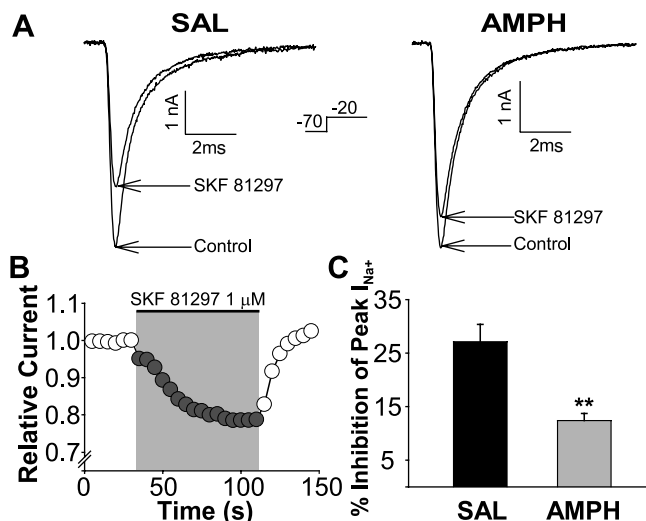 A
SAL
AMPH
1 nA
2ms
-70
-20
1 nA
2ms
SKF 81297
Control
SKF 81297
Control
B
SKF 81297 1 μM
Relative Current
1.1
1.0
0.9
0.8
0.7
0
50
100
150
Time (s)
C
% Inhibition of Peak I_Na+
35
25
15
5
**
SAL
AMPH